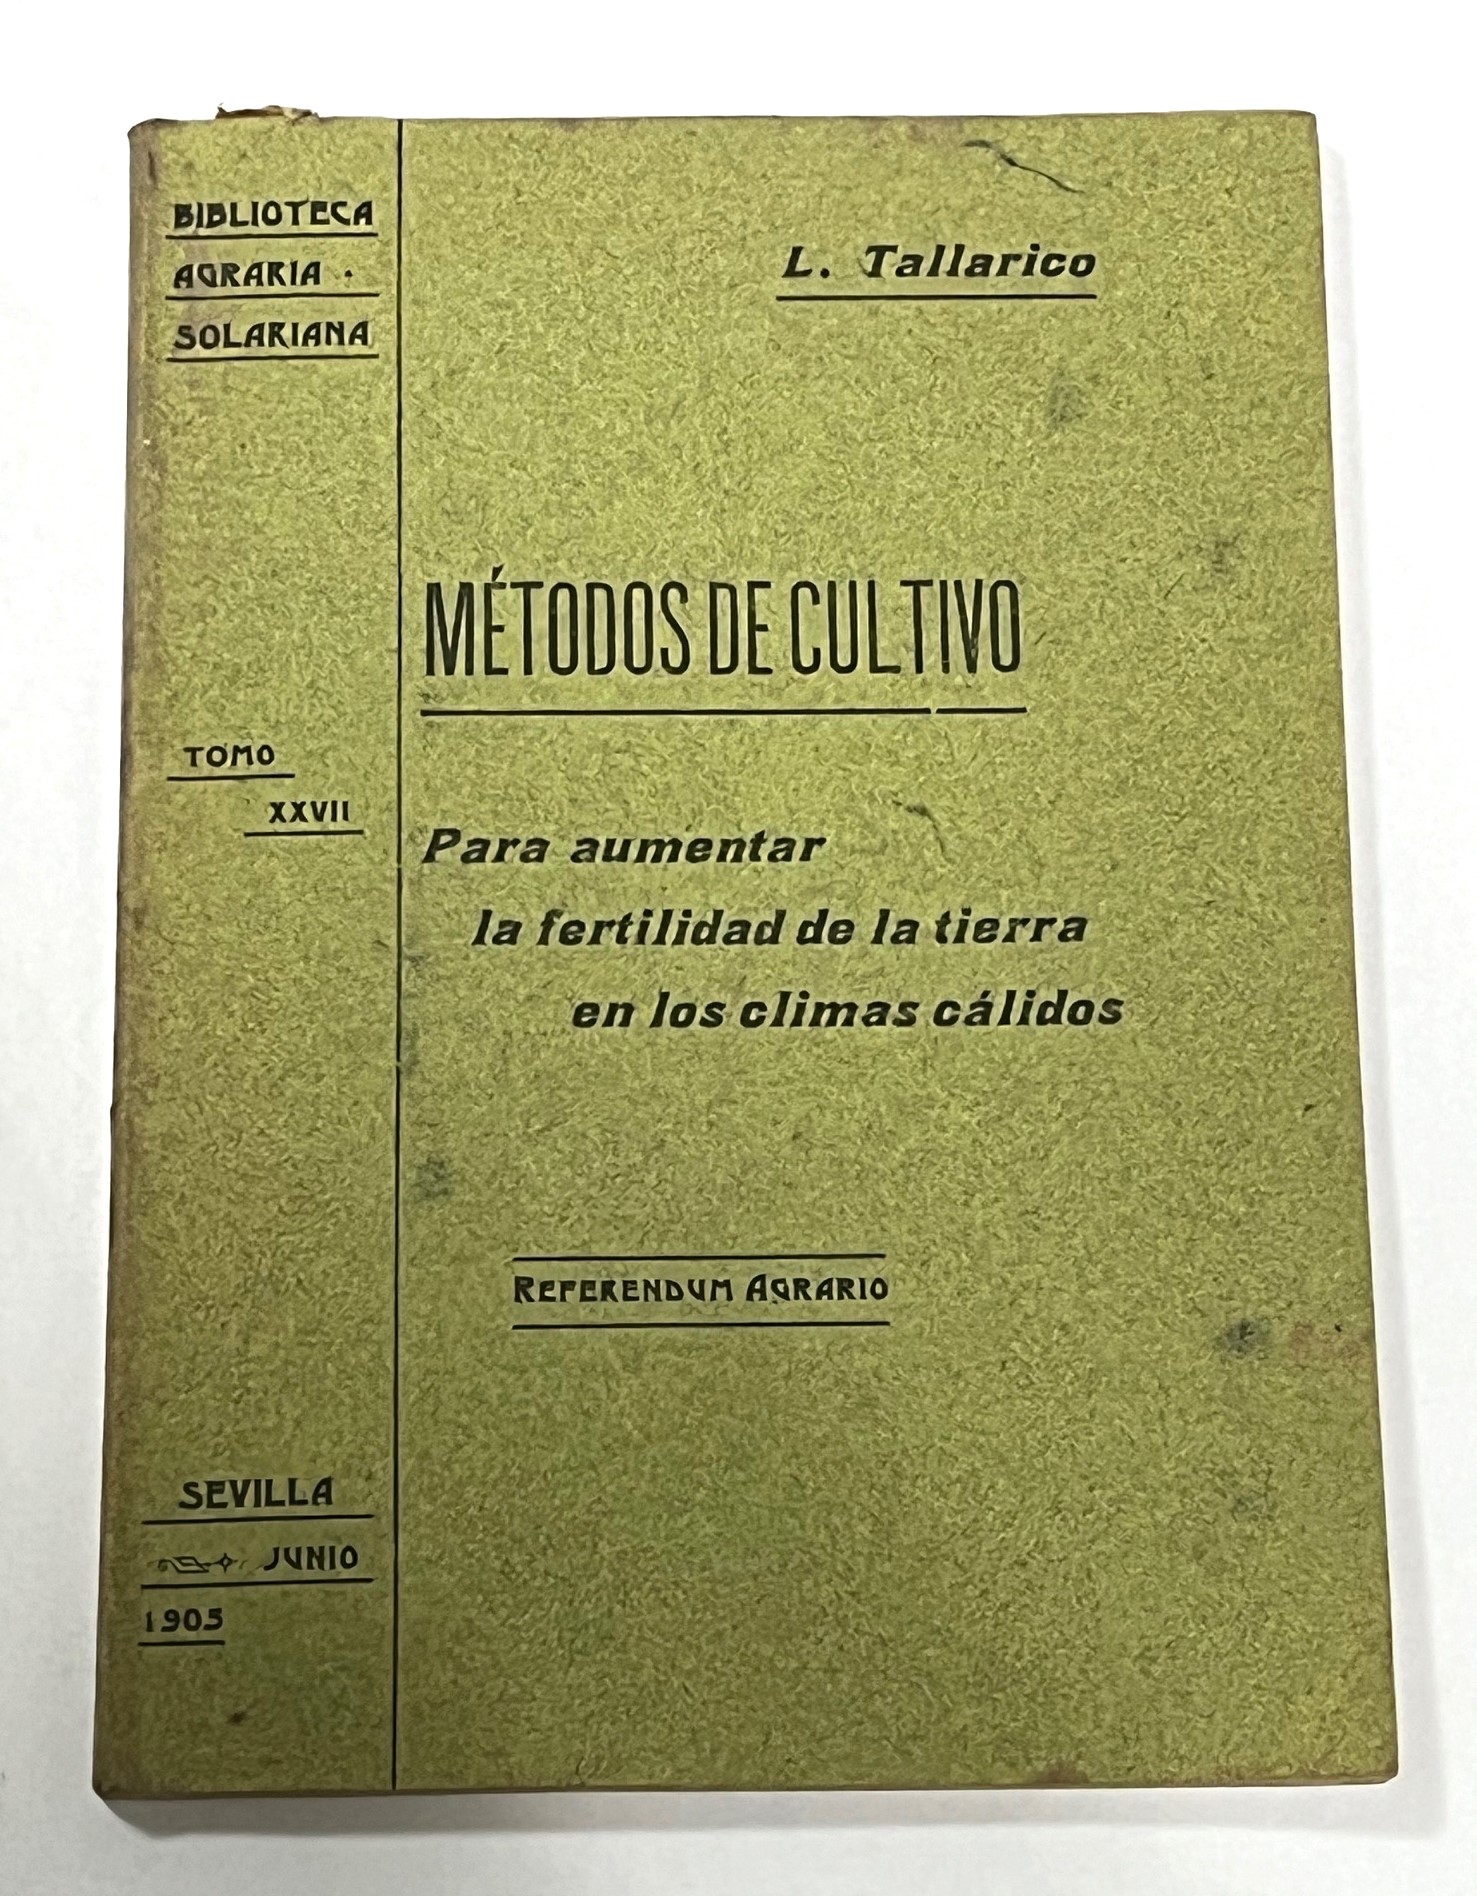 BIBLIOTECA
AGRARIA
SOLARIANA
TOMO
XXVII
SEVILLA
JUNIO
1905
L. Tallarico
MÉTODOS DE CULTIVO
Para aumentar
la fertilidad de la tierra
en los climas cálidos
REFERENDUM AGRARIO